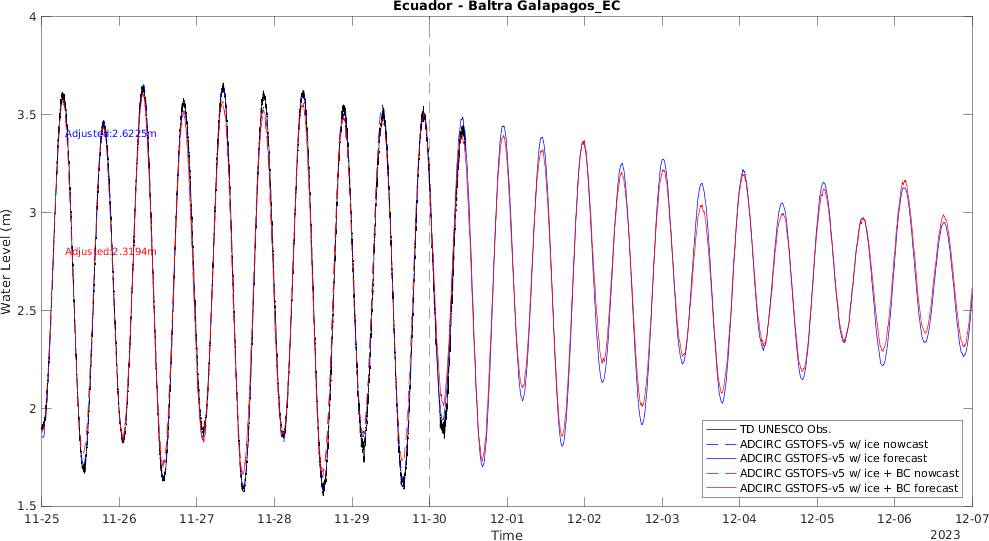 Ecuador - Baltra Galapagos_EC
4
3.5
3
2.5
2
1.5
Water Level (m)
Adjusted:2.6225m
Adjusted:2.3194m
TD UNESCO Obs.
ADCIRC GSTOFS-v5 w/ ice nowcast
ADCIRC GSTOFS-v5 w/ ice forecast
ADCIRC GSTOFS-v5 w/ ice + BC nowcast
ADCIRC GSTOFS-v5 w/ ice + BC forecast
11-25 11-26 11-27 11-28 11-29 11-30 12-01 12-02 12-03 12-04 12-05 12-06 12-07
Time
2023